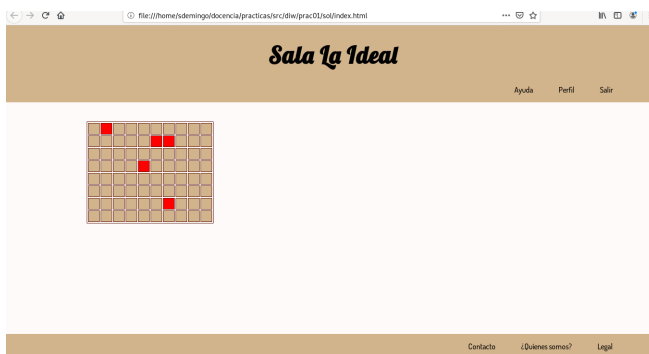 file:///home/sdemingo/docencia/practicas/src/diw/prac01/sol/index.html
Sala La Ideal
Ayuda Perfil Salir
Contacto ¿Quienes somos? Legal